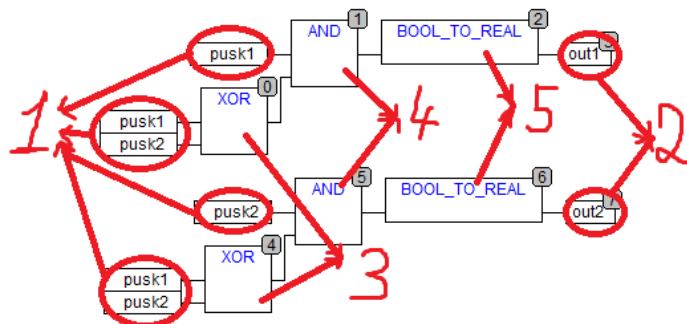 1
AND
2
BOOL_TO_REAL
3
pusk1
out1
0
XOR
pusk1
pusk2
1
4
5
2
5
AND
6
BOOL_TO_REAL
7
pusk2
out2
4
XOR
3
pusk1
pusk2